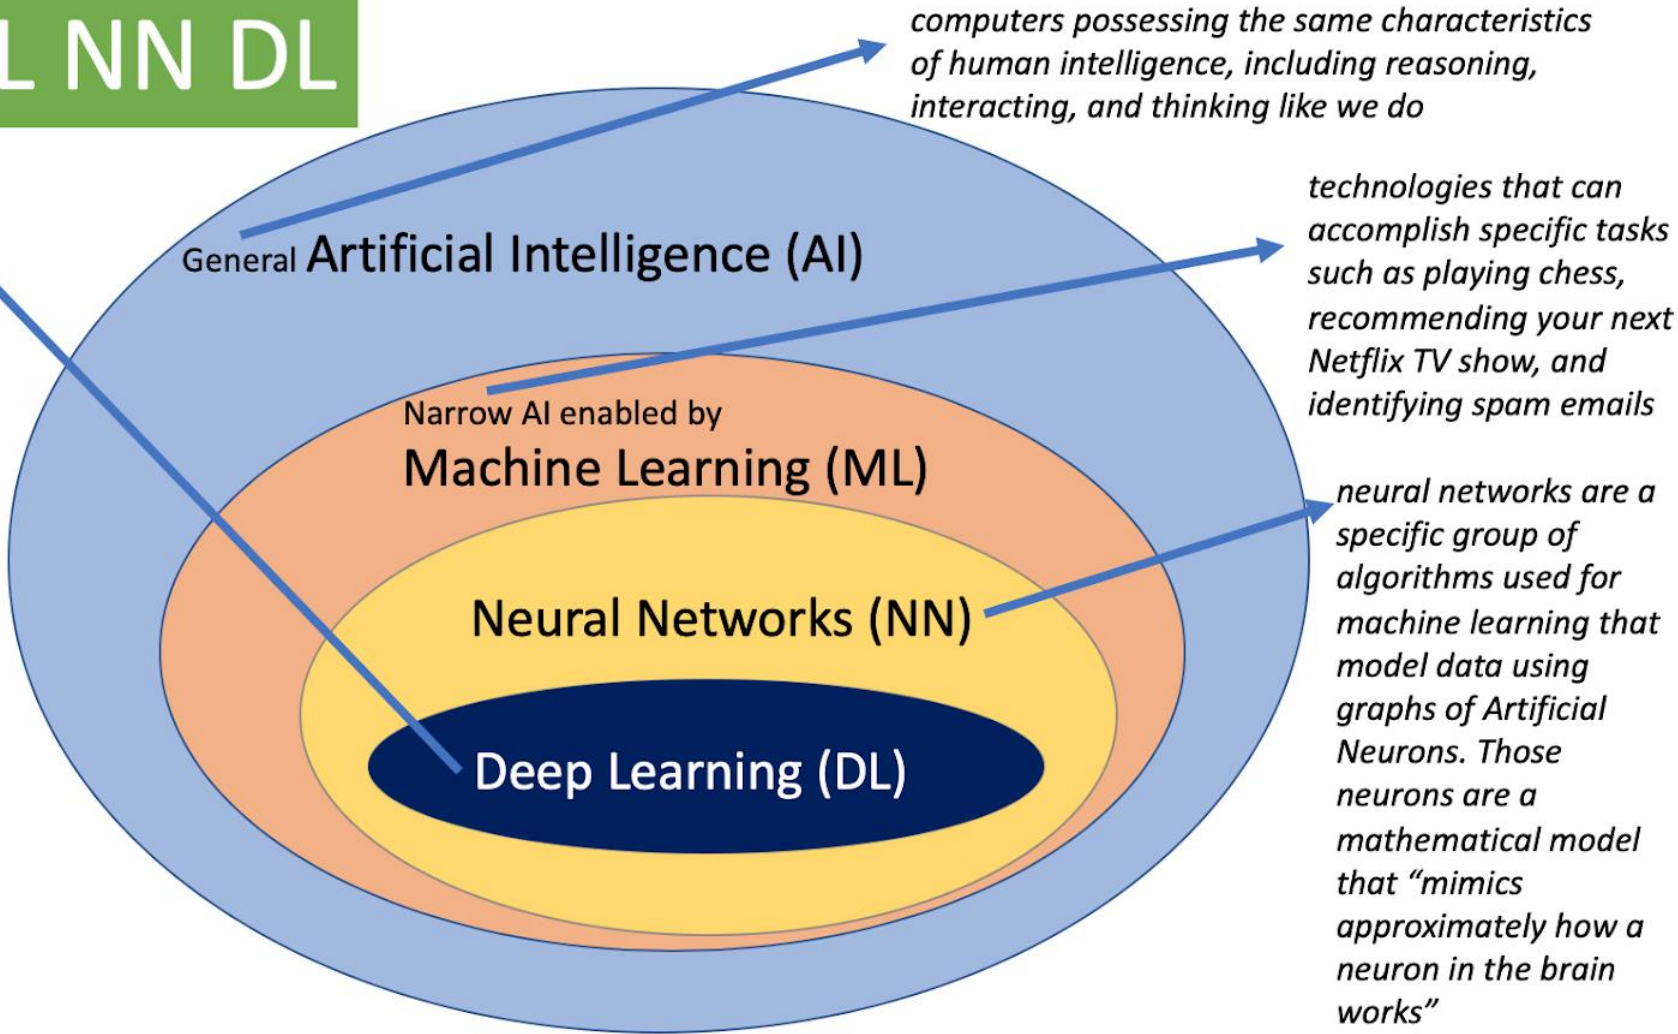 L NN DL
computers possessing the same characteristics
of human intelligence, including reasoning,
interacting, and thinking like we do
General Artificial Intelligence (AI)
technologies that can
accomplish specific tasks
such as playing chess,
recommending your next
Netflix TV show, and
identifying spam emails
Narrow AI enabled by
Machine Learning (ML)
neural networks are a
specific group of
algorithms used for
machine learning that
model data using
graphs of Artificial
Neurons. Those
neurons are a
mathematical model
that “mimics
approximately how a
neuron in the brain
works”
Neural Networks (NN)
Deep Learning (DL)